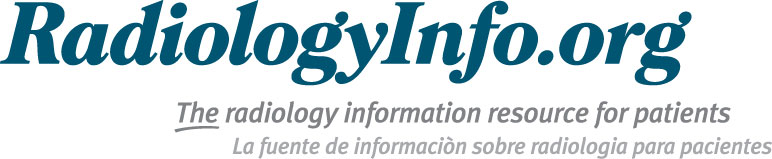 RadiologyInfo.org
The radiology information resource for patients
La fuente de informaciòn sobre radiologia para pacientes